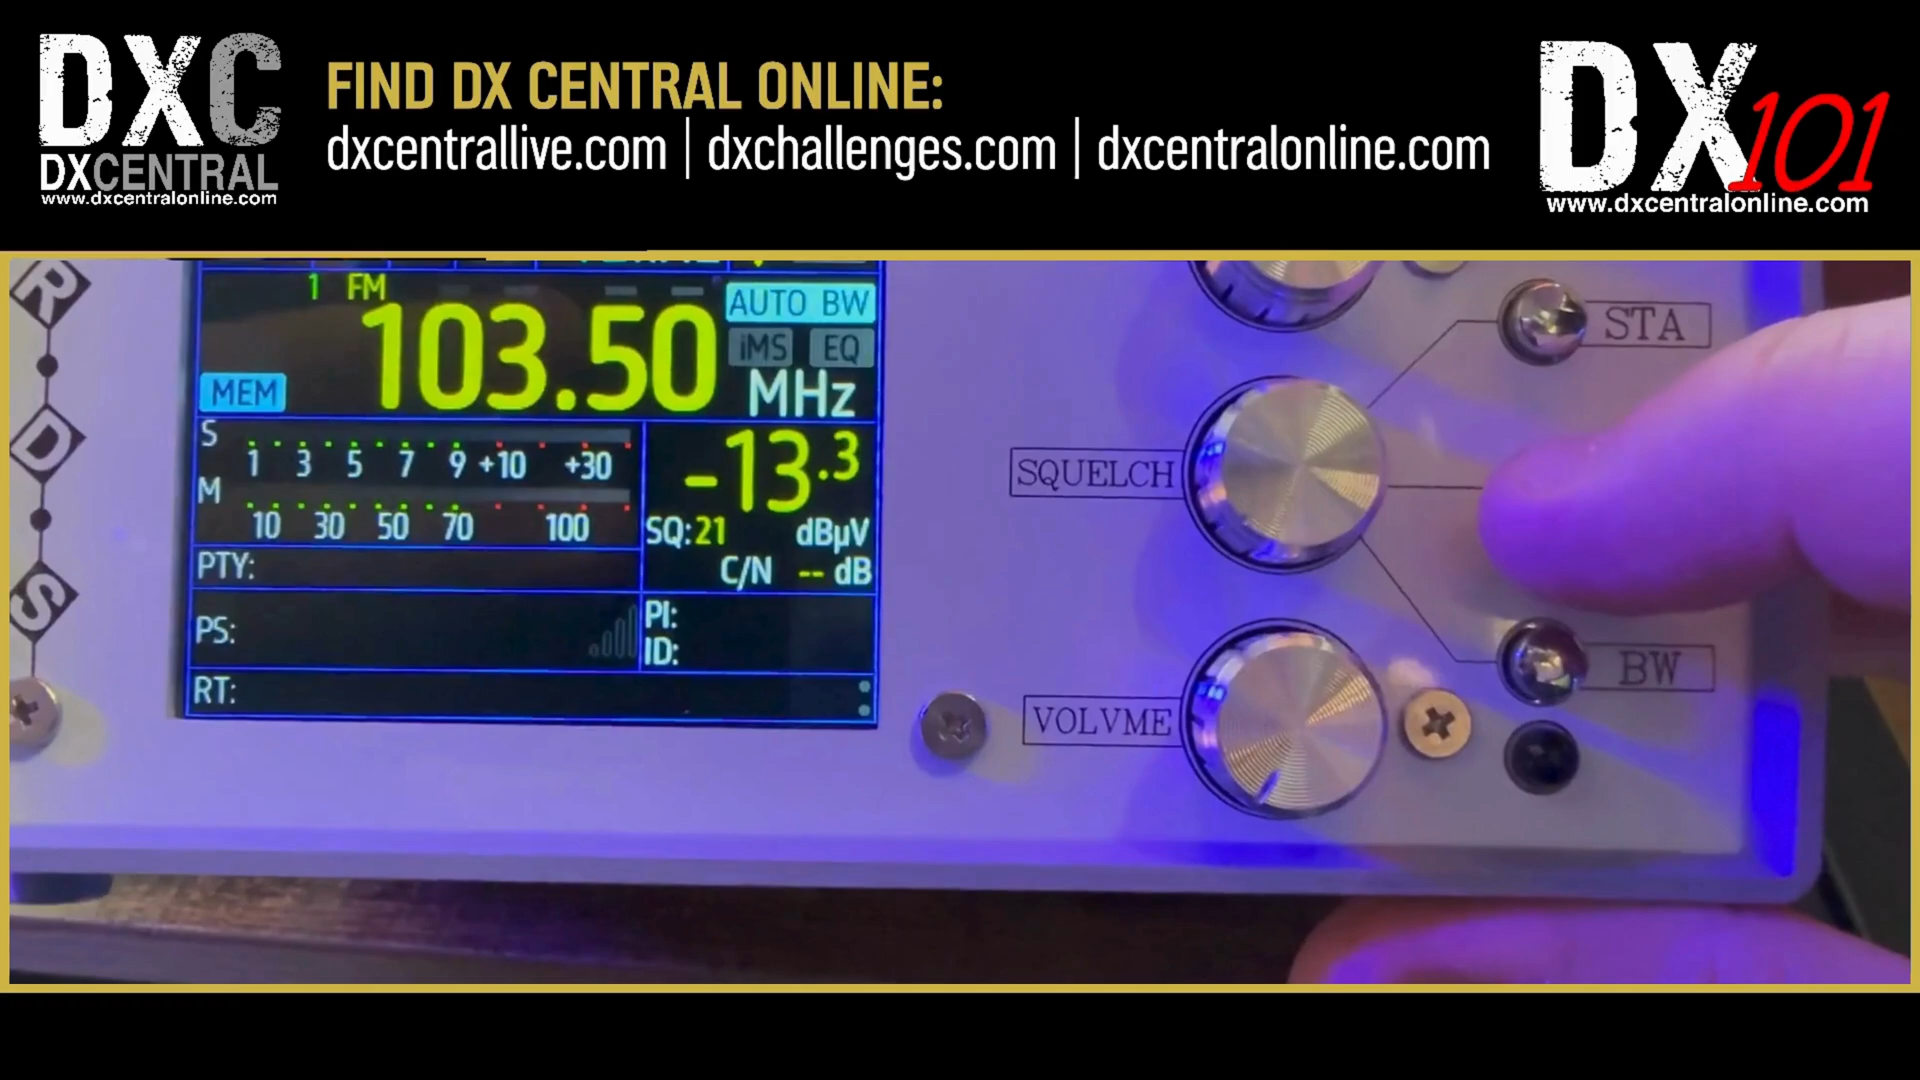 DXC
DXCENTRAL
www.dxcentralonline.com
FIND DX CENTRAL ONLINE:
dxcentrallive.com | dxchallenges.com | dxcentralonline.com
DX101
www.dxcentralonline.com
R
D
S
1 FM
103.50
MHz
AUTO BW
iMS EQ
MEM
S
1 3 5 7 9 +10 +30
M
10 30 50 70 100
-13.3
SQ:21 dBµV
C/N -- dB
PTY:
PS:
PI:
ID:
RT:
STA
SQUELCH
BW
VOLVME